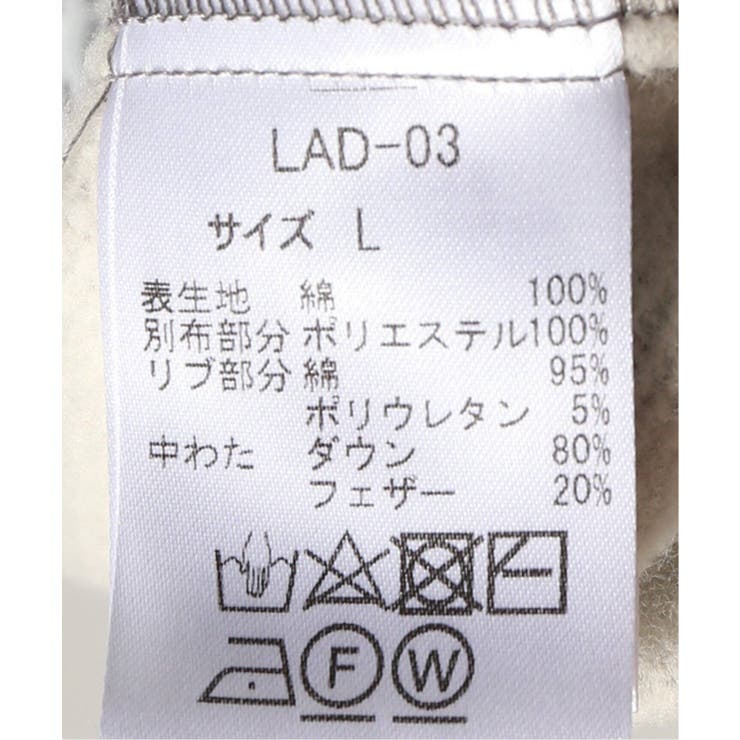 LAD-03
サイズ L
表生地 綿 100%
別布部分 ポリエステル100%
リブ部分 綿 95%
ポリウレタン 5%
中わた ダウン 80%
フェザー 20%
F W